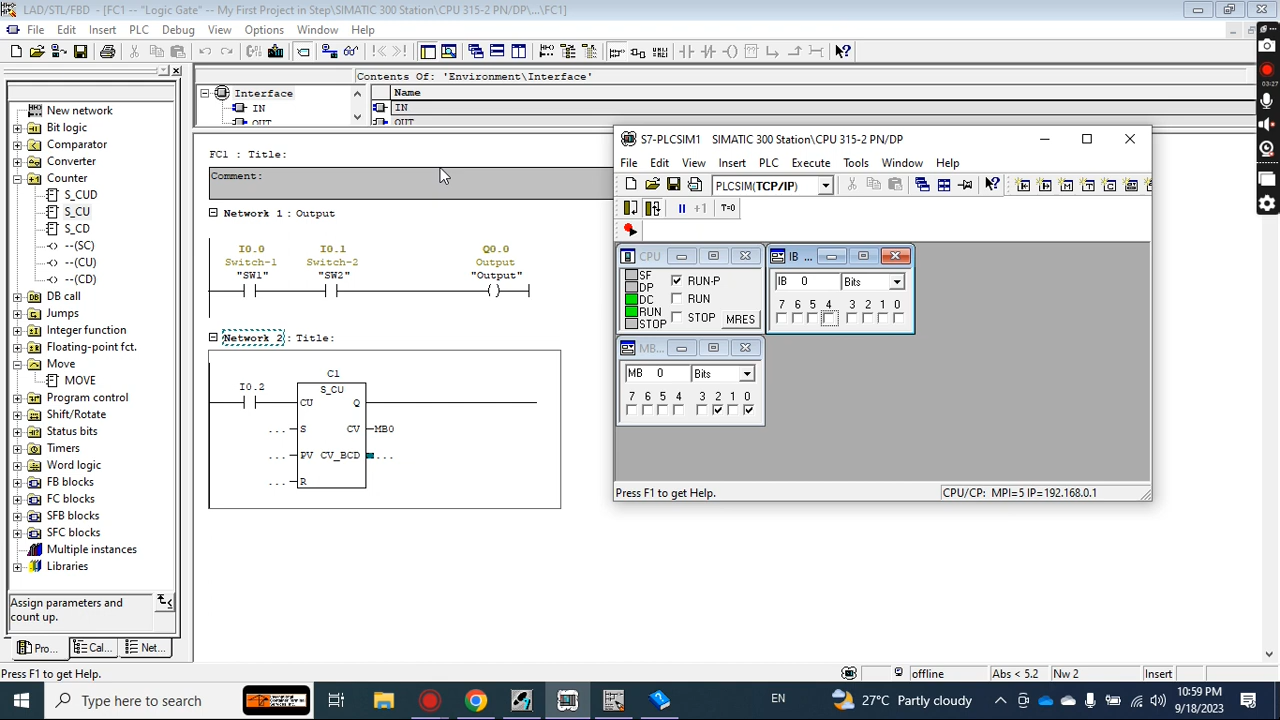 LAD/STL/FBD - [FC1 -- "Logic Gate" -- My First Project in Step\SIMATIC 300 Station\CPU 315-2 PN/DP\...\FC1]
File Edit Insert PLC Debug View Options Window Help
Contents Of: 'Environment\Interface'
Interface
IN
OUT
Name
IN
OUT
New network
Bit logic
Comparator
Converter
Counter
S_CUD
S_CU
S_CD
--(SC)
--(CU)
--(CD)
DB call
Jumps
Integer function
Floating-point fct.
Move
MOVE
Program control
Shift/Rotate
Status bits
Timers
Word logic
FB blocks
FC blocks
SFB blocks
SFC blocks
Multiple instances
Libraries
Assign parameters and
count up.
Pro... Cal... Net...
FC1 : Title:
Comment:
Network 1 : Output
I0.0 I0.1 Q0.0
Switch-1 Switch-2 Output
"SW1" "SW2" "Output"
Network 2 : Title:
C1
I0.2 S_CU
CU Q
... S CV MB0
... PV CV_BCD ...
... R
S7-PLCSIM1 SIMATIC 300 Station\CPU 315-2 PN/DP
File Edit View Insert PLC Execute Tools Window Help
PLCSIM(TCP/IP)
+1 T=0
CPU
SF
DP
DC
RUN
STOP
RUN-P
RUN
STOP
MRES
IB ...
IB 0 Bits
7 6 5 4 3 2 1 0
MB...
MB 0 Bits
7 6 5 4 3 2 1 0
Press F1 to get Help.
CPU/CP: MPI=5 IP=192.168.0.1
03:27
Press F1 to get Help.
offline Abs < 5.2 Nw 2 Insert
Type here to search
EN
27°C Partly cloudy
10:59 PM
9/18/2023